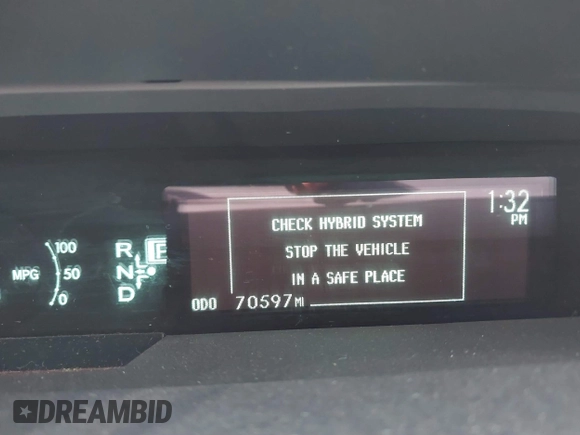 1:32
PM
CHECK HYBRID SYSTEM
STOP THE VEHICLE
IN A SAFE PLACE
ODO 70597 MI
100
MPG 50
0
R
N
D
DREAMBID